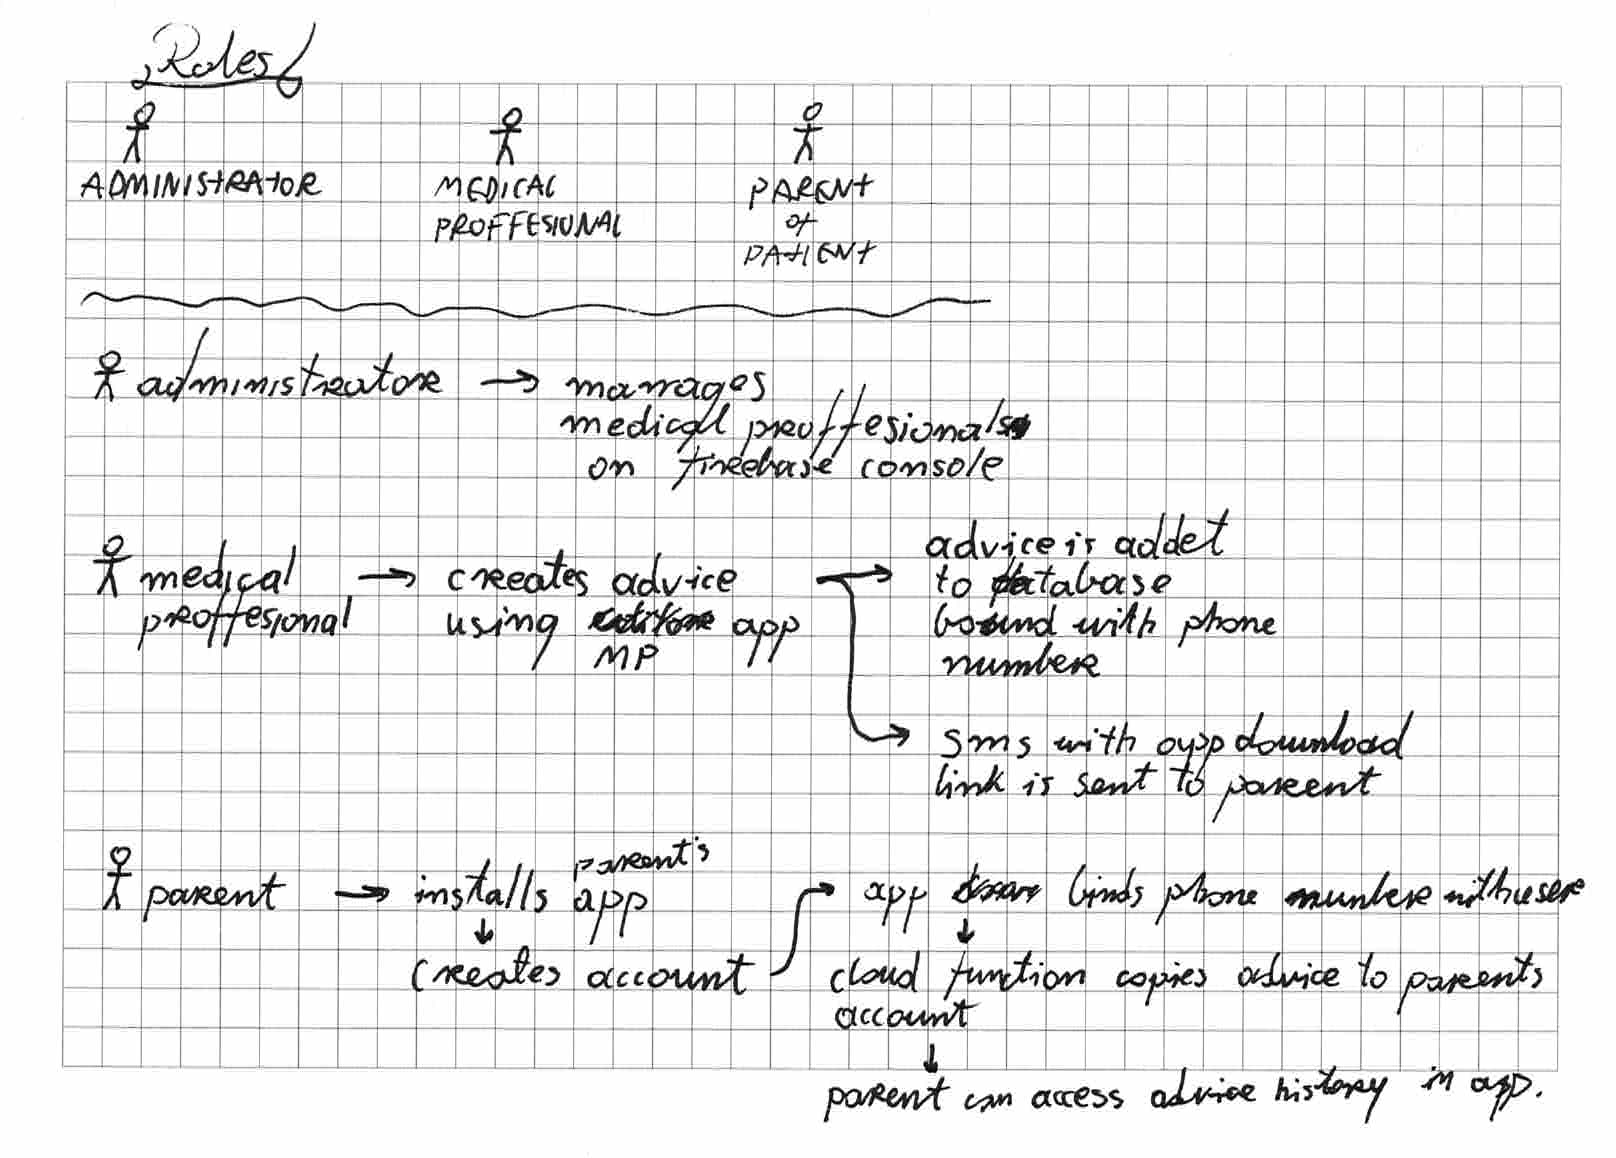 Roles
ADMINISTRATOR
MEDICAL
PROFFESIONAL
PARENT
of
PATIENT
administrator → manages
medical proffesionals
on firebase console
medical
proffesional
→ creates advice
using app
MP
advice is addet
to database
bound with phone
number
sms with app download
link is sent to parent
parent → installs parent's
app
↓
creates account
app binds phone number with user
↓
cloud function copies advice to parents
account
↓
parent can access advice history in app.